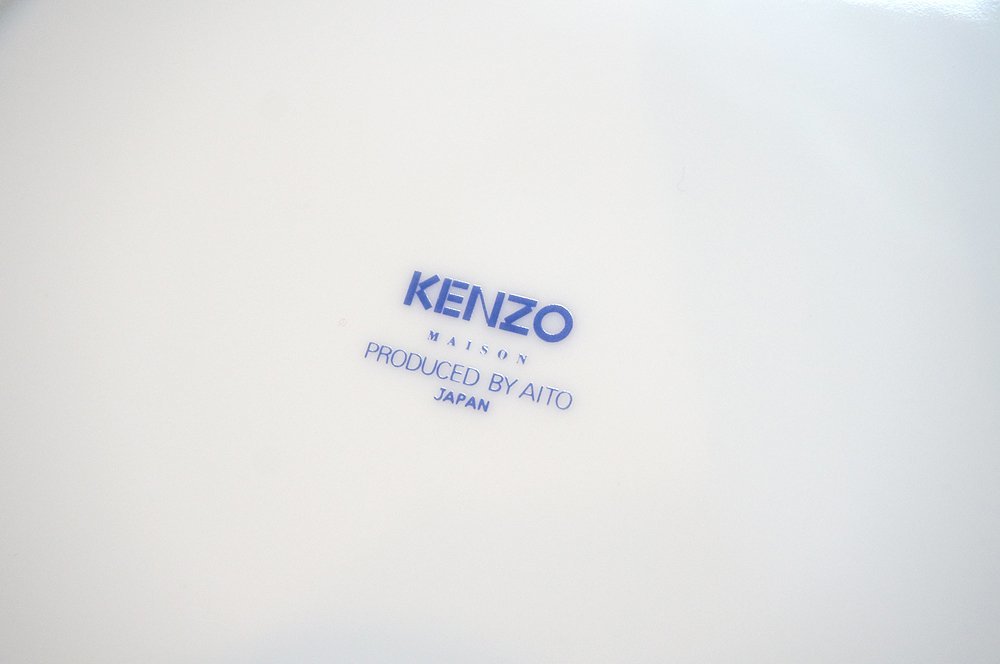 KENZO
MAISON
PRODUCED BY AITO
JAPAN